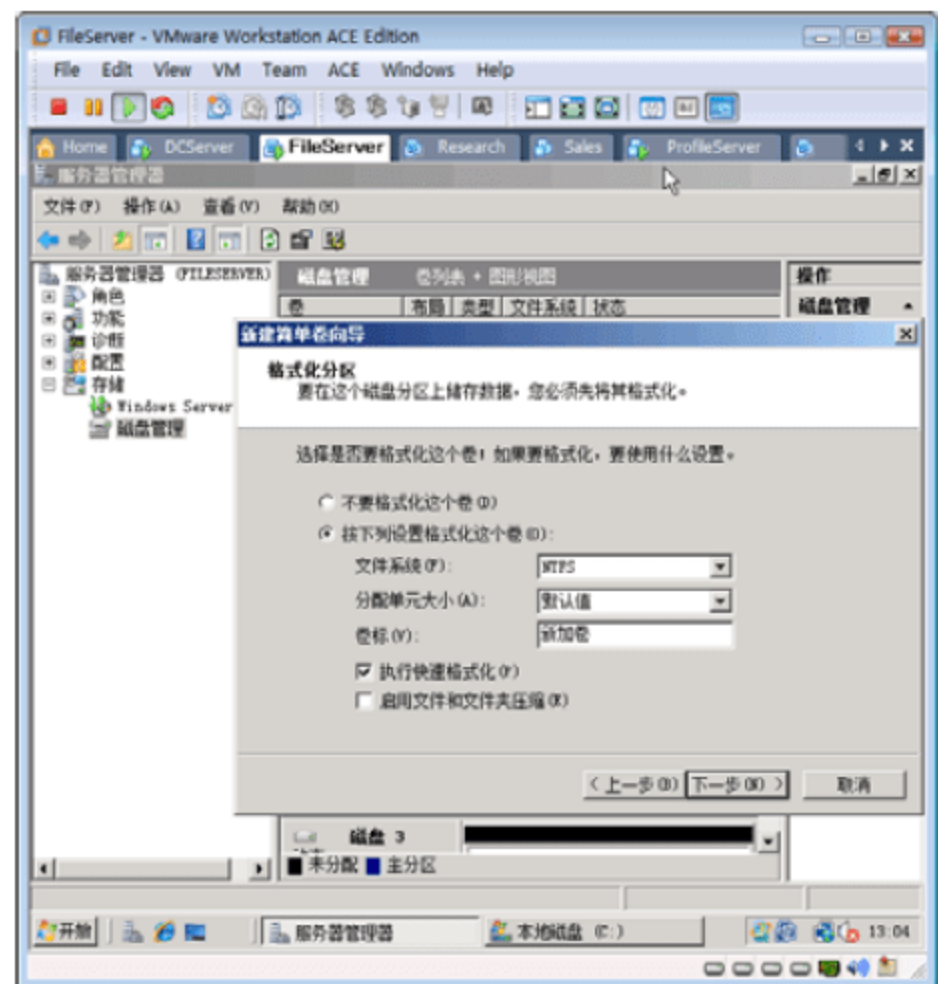 FileServer - VMware Workstation ACE Edition
File Edit View VM Team ACE Windows Help
Home DCServer FileServer Research Sales ProfileServer
服务器管理器
文件(F) 操作(A) 查看(V) 帮助(H)
服务器管理器 (FILESERVER)
角色
功能
诊断
配置
存储
Windows Server
磁盘管理
磁盘管理 卷列表 + 图形视图
卷 布局 类型 文件系统 状态
操作
磁盘管理
新建简单卷向导
格式化分区
要在这个磁盘分区上储存数据，您必须先将其格式化。
选择是否要格式化这个卷；如果要格式化，要使用什么设置。
不要格式化这个卷(D)
按下列设置格式化这个卷(O):
文件系统(F): NTFS
分配单元大小(A): 默认值
卷标(V): 新加卷
执行快速格式化(P)
启用文件和文件夹压缩(E)
<上一步(B) 下一步(N)> 取消
磁盘 3
未分配 主分区
开始 服务器管理器 本地磁盘 (C:) 13:04